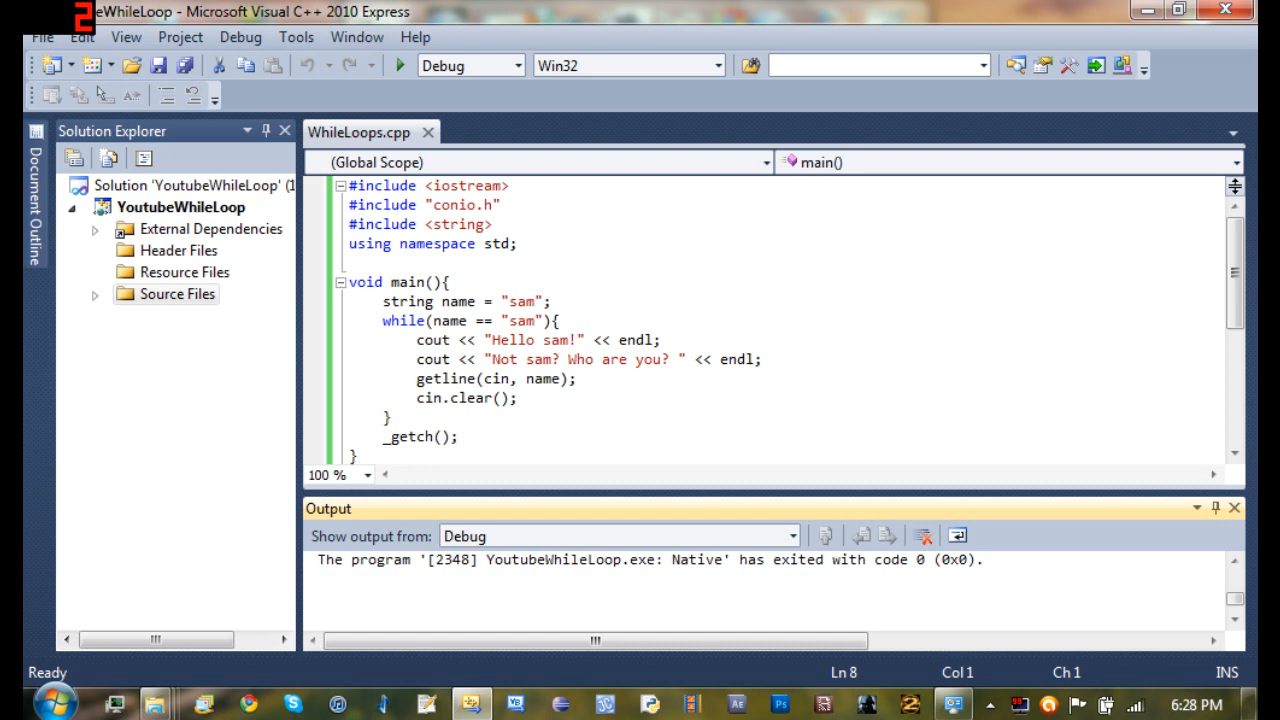 2
eWhileLoop - Microsoft Visual C++ 2010 Express
File Edit View Project Debug Tools Window Help
Debug Win32
Solution Explorer
WhileLoops.cpp
Document Outline
(Global Scope) main()
Solution 'YoutubeWhileLoop' (1
YoutubeWhileLoop
External Dependencies
Header Files
Resource Files
Source Files
#include <iostream>
#include "conio.h"
#include <string>
using namespace std;
void main(){
string name = "sam";
while(name == "sam"){
cout << "Hello sam!" << endl;
cout << "Not sam? Who are you? " << endl;
getline(cin, name);
cin.clear();
}
_getch();
}
100 %
Output
Show output from: Debug
The program '[2348] YoutubeWhileLoop.exe: Native' has exited with code 0 (0x0).
Ready Ln 8 Col 1 Ch 1 INS
Ae Ps 6:28 PM